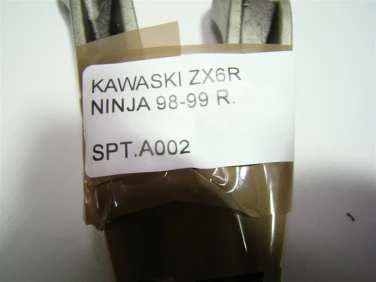 KAWASKI ZX6R
NINJA 98-99 R.
SPT.A002